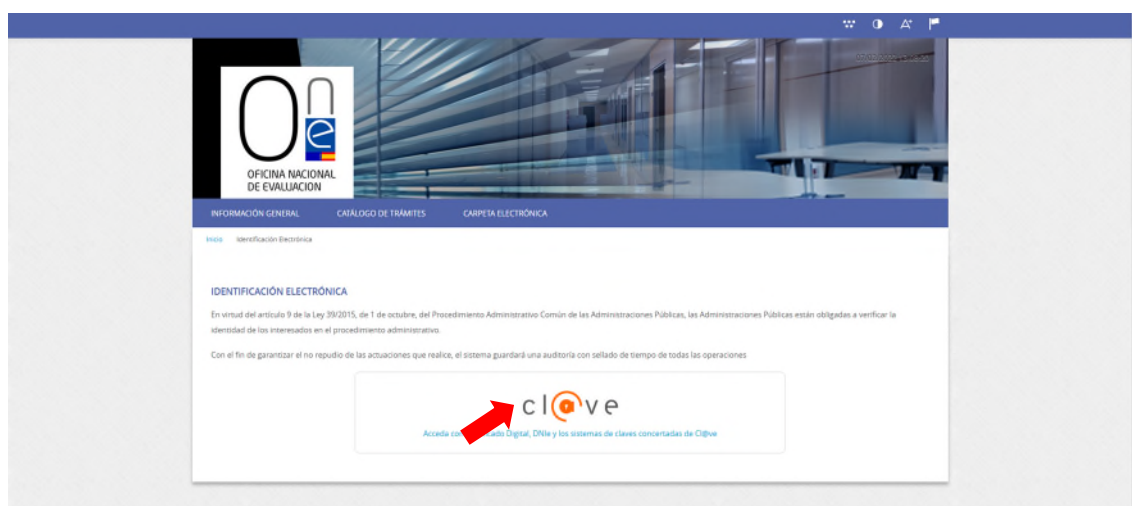 OFICINA NACIONAL
DE EVALUACION
INFORMACIÓN GENERAL CATÁLOGO DE TRÁMITES CARPETA ELECTRÓNICA
Inicio Identificación Electrónica
IDENTIFICACIÓN ELECTRÓNICA
En virtud del artículo 9 de la Ley 39/2015, de 1 de octubre, del Procedimiento Administrativo Común de las Administraciones Públicas, las Administraciones Públicas están obligadas a verificar la
identidad de los interesados en el procedimiento administrativo.
Con el fin de garantizar el no repudio de las actuaciones que realice, el sistema guardará una auditoría con sellado de tiempo de todas las operaciones
cl@ve
Acceda Digital, DNIe y los sistemas de claves concertadas de Cl@ve